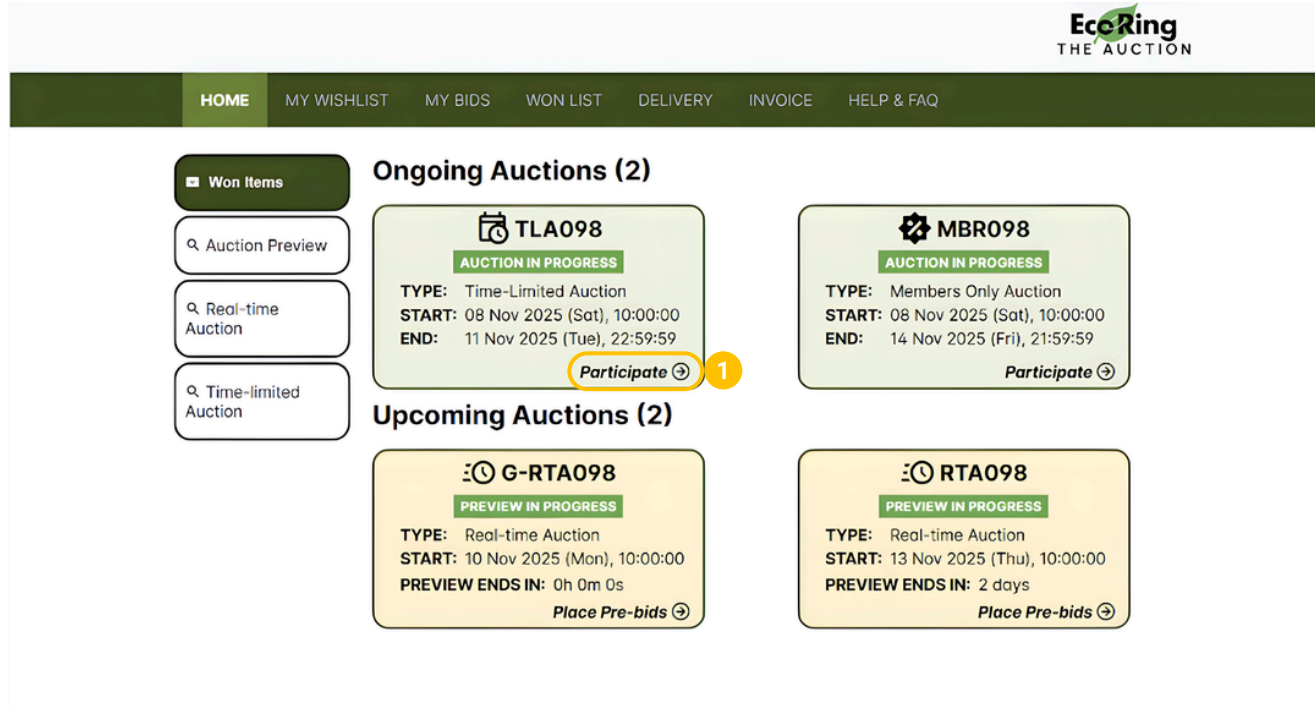 EcoRing
THE AUCTION
HOME MY WISHLIST MY BIDS WON LIST DELIVERY INVOICE HELP & FAQ
Won Items
Auction Preview
Real-time
Auction
Time-limited
Auction
Ongoing Auctions (2)
TLA098
AUCTION IN PROGRESS
TYPE: Time-Limited Auction
START: 08 Nov 2025 (Sat), 10:00:00
END: 11 Nov 2025 (Tue), 22:59:59
Participate
1
MBR098
AUCTION IN PROGRESS
TYPE: Members Only Auction
START: 08 Nov 2025 (Sat), 10:00:00
END: 14 Nov 2025 (Fri), 21:59:59
Participate
Upcoming Auctions (2)
G-RTA098
PREVIEW IN PROGRESS
TYPE: Real-time Auction
START: 10 Nov 2025 (Mon), 10:00:00
PREVIEW ENDS IN: 0h 0m 0s
Place Pre-bids
RTA098
PREVIEW IN PROGRESS
TYPE: Real-time Auction
START: 13 Nov 2025 (Thu), 10:00:00
PREVIEW ENDS IN: 2 days
Place Pre-bids